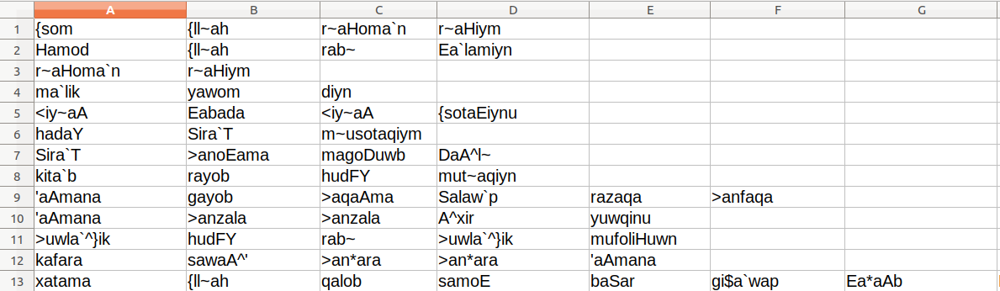 A B C D E F G
1 {som {ll~ah r~aHoma`n r~aHiym
2 Hamod {ll~ah rab~ Ea`lamiyn
3 r~aHoma`n r~aHiym
4 ma`lik yawom diyn
5 <iy~aA Eabada <iy~aA {sotaEiynu
6 hadaY Sira`T m~usotaqiym
7 Sira`T >anoEama magoDuwb DaA^l~
8 kita`b rayob hudFY mut~aqiyn
9 'aAmana gayob >aqaAma Salaw`p razaqa >anfaqa
10 'aAmana >anzala >anzala A^xir yuwqinu
11 >uwla`^}ik hudFY rab~ >uwla`^}ik mufoliHuwn
12 kafara sawaA^' >an*ara >an*ara 'aAmana
13 xatama {ll~ah qalob samoE baSar gi$a`wap Ea*aAb